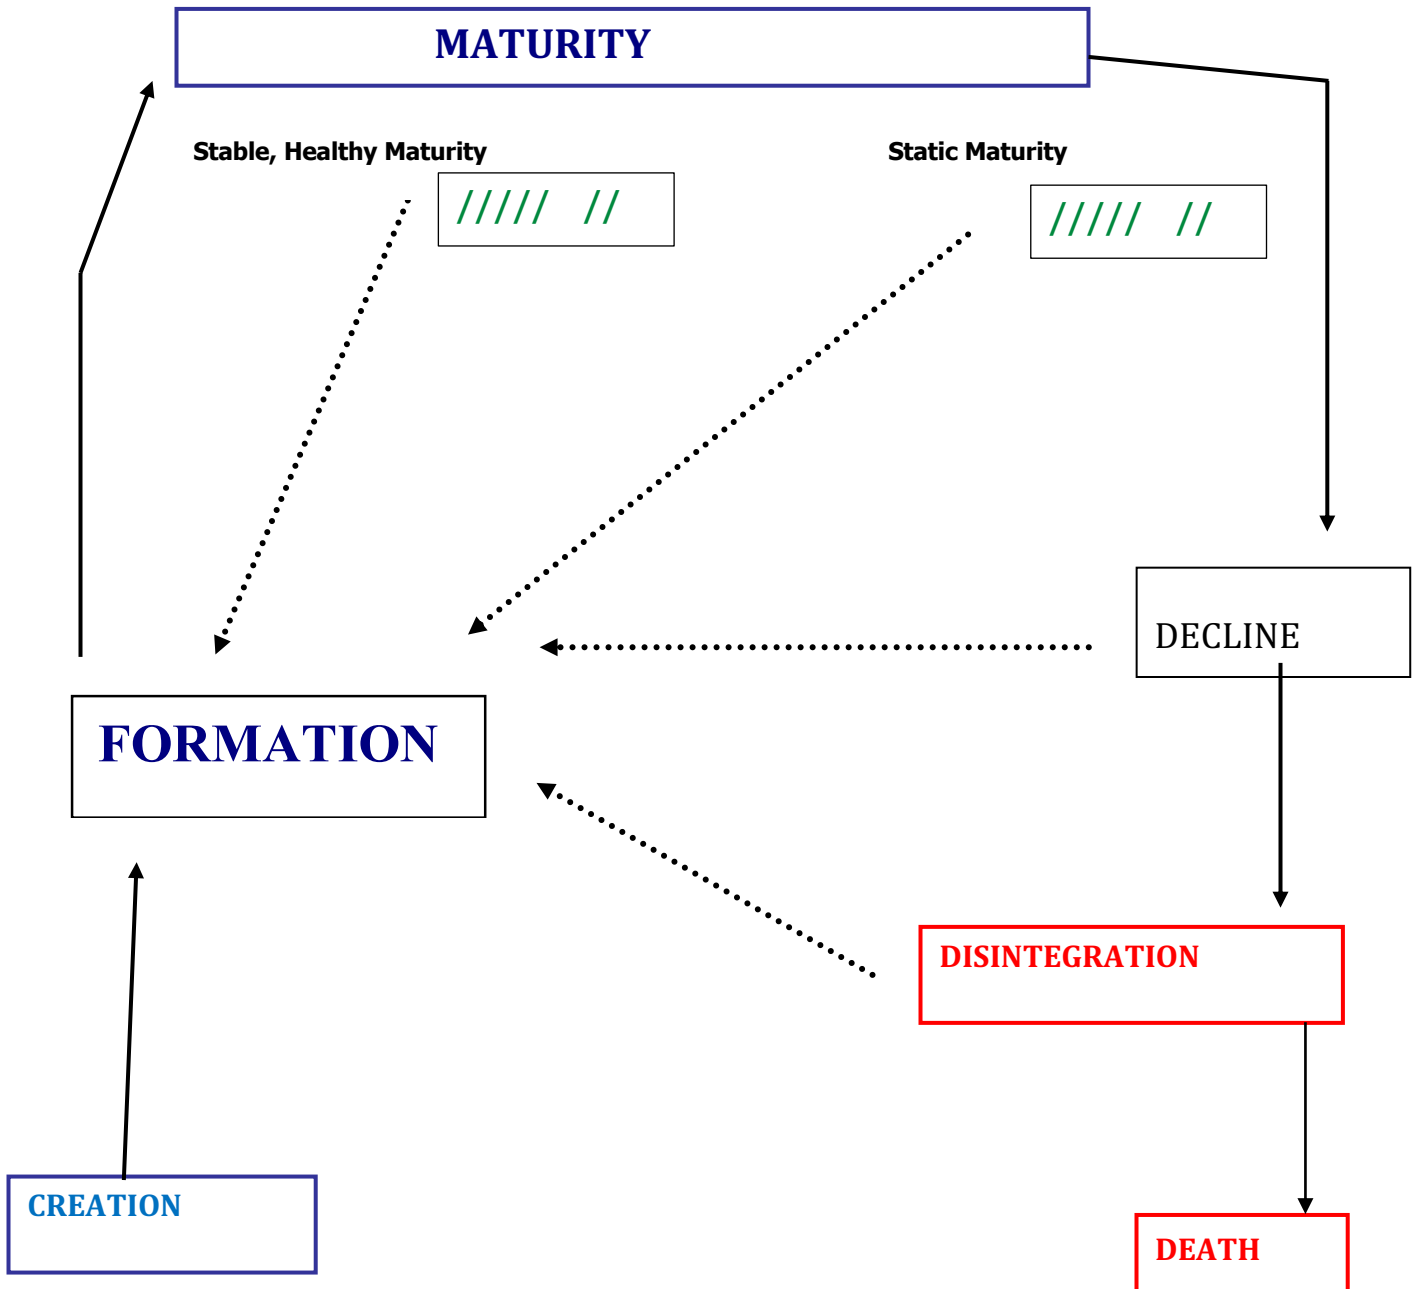 MATURITY
Stable, Healthy Maturity
Static Maturity
///// //
///// //
DECLINE
FORMATION
DISINTEGRATION
CREATION
DEATH